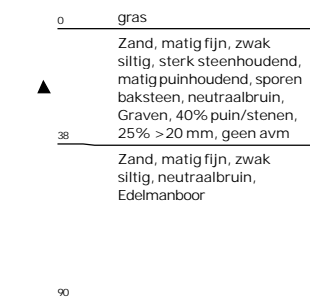 0 gras
Zand, matig fijn, zwak
siltig, sterk steenhoudend,
matig puinhoudend, sporen
baksteen, neutraalbruin,
Graven, 40% puin/stenen,
25% >20 mm, geen avm
38
Zand, matig fijn, zwak
siltig, neutraalbruin,
Edelmanboor
90